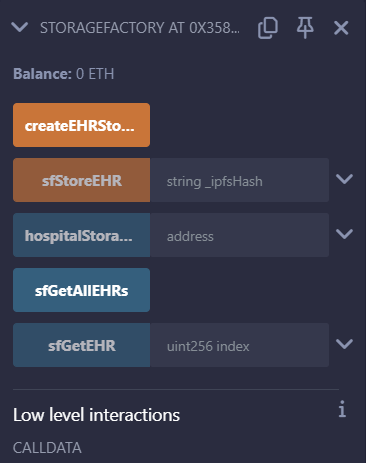 STORAGEFACTORY AT 0X358...
Balance: 0 ETH
createEHRSto...
sfStoreEHR string _ipfsHash
hospitalStora... address
sfGetAllEHRs
sfGetEHR uint256 index
Low level interactions
i
CALLDATA